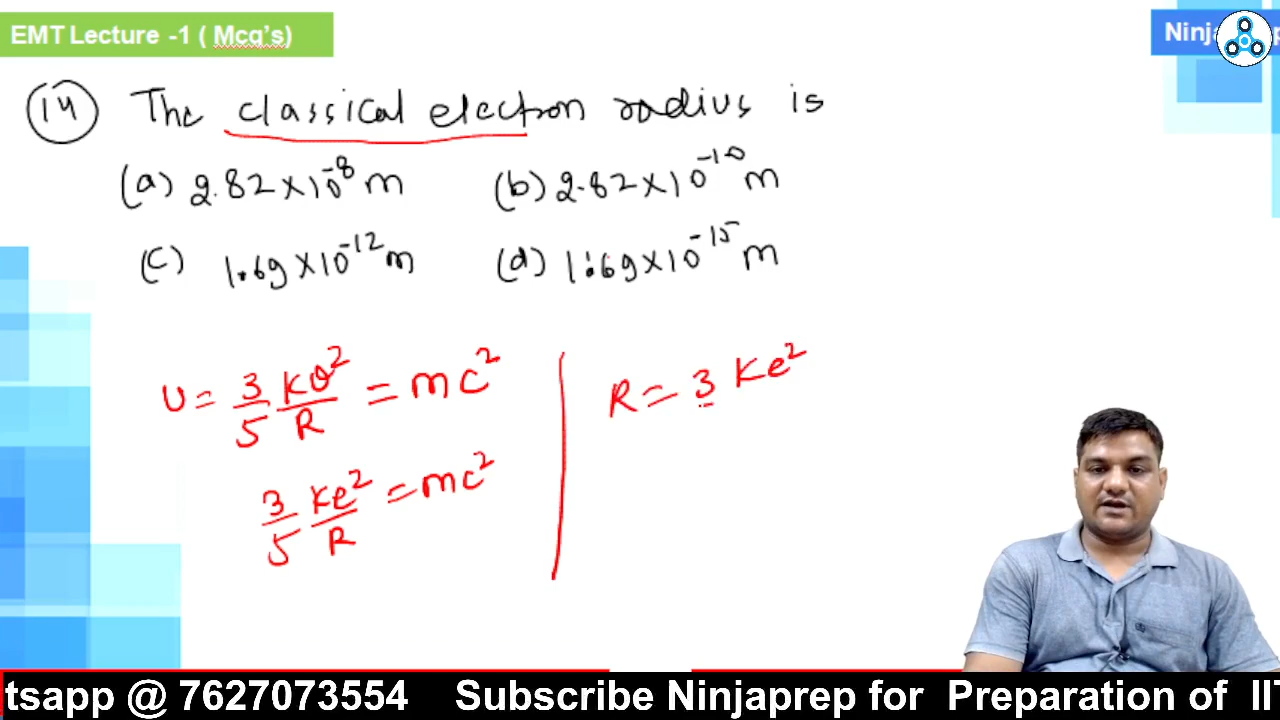 EMT Lecture -1 ( Mcq's)
Ninja
p
14 The classical electron radius is
(a) 2.82×10⁻⁸ m (b) 2.82×10⁻¹⁰ m
(c) 1.69×10⁻¹² m (d) 1.69×10⁻¹⁵ m
U = 3/5 KQ²/R = mc²
R = 3 Ke²
3/5 Ke²/R = mc²
tsapp @ 7627073554 Subscribe Ninjaprep for Preparation of IIT